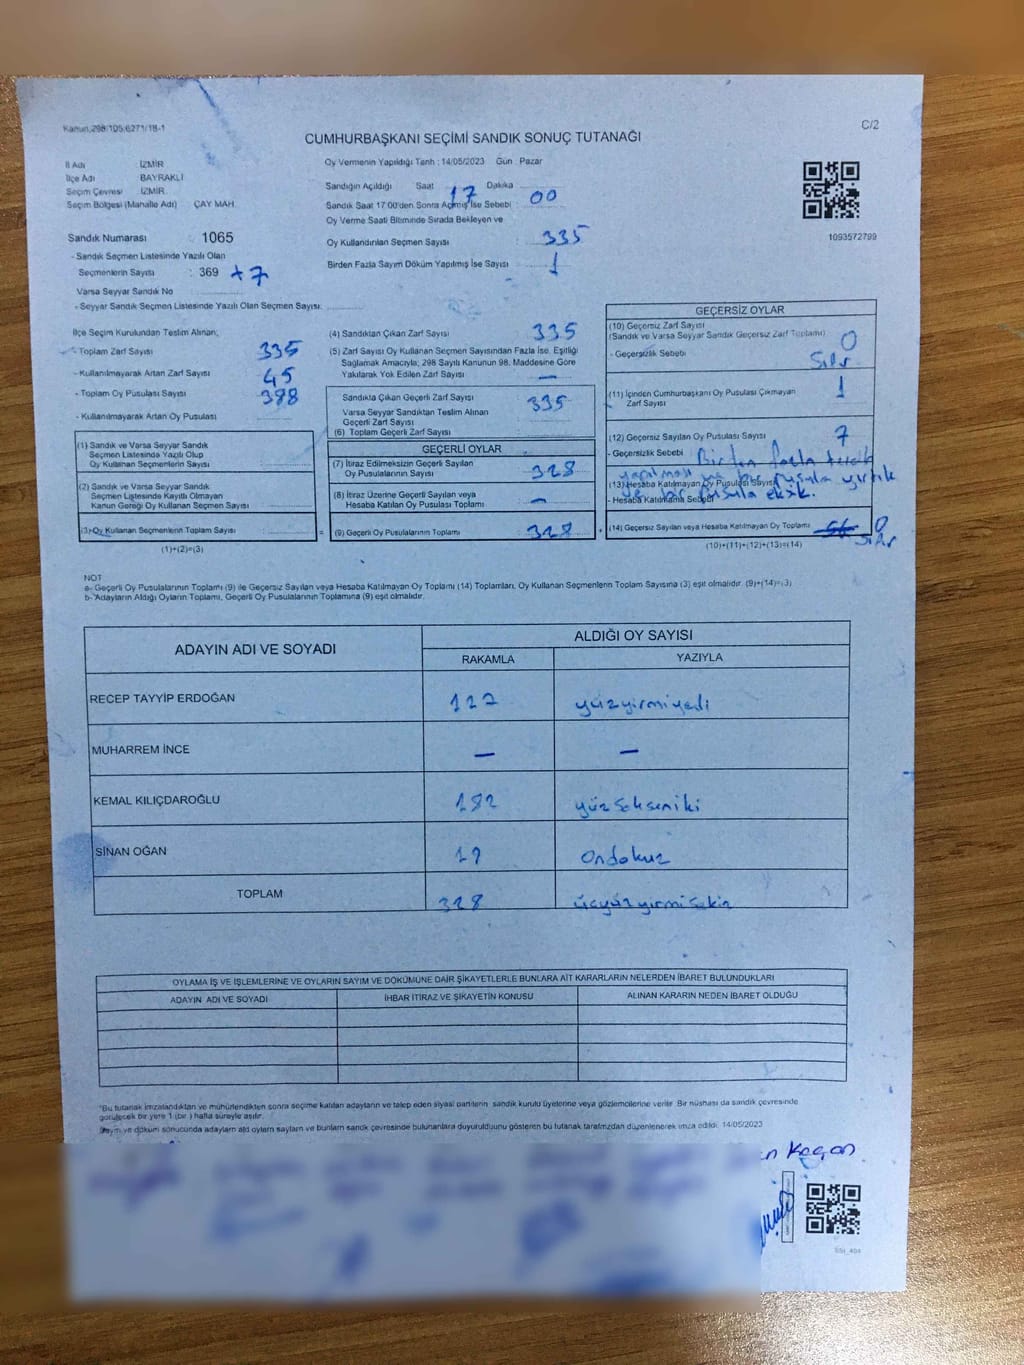 Kanun:298/105;6271/18-1
C/2
CUMHURBAŞKANI SEÇİMİ SANDIK SONUÇ TUTANAĞI
İl Adı : İZMİR
İlçe Adı : BAYRAKLI
Seçim Çevresi : İZMİR
Seçim Bölgesi (Mahalle Adı) : ÇAY MAH.
Oy Vermenin Yapıldığı Tarih : 14/05/2023 Gün : Pazar
Sandığın Açıldığı Saat 17 Dakika 00
Sandık Saat 17:00'den Sonra Açılmış İse Sebebi :
Oy Verme Saati Bitiminde Sırada Bekleyen ve
Oy Kullandırılan Seçmen Sayısı : 335
Birden Fazla Sayım Döküm Yapılmış İse Sayısı : 1
1093572799
Sandık Numarası : 1065
- Sandık Seçmen Listesinde Yazılı Olan
Seçmenlerin Sayısı : 369 +7
Varsa Seyyar Sandık No
- Seyyar Sandık Seçmen Listesinde Yazılı Olan Seçmen Sayısı:
İlçe Seçim Kurulundan Teslim Alınan;
- Toplam Zarf Sayısı : 335
- Kullanılmayarak Artan Zarf Sayısı : 45
- Toplam Oy Pusulası Sayısı : 398
- Kullanılmayarak Artan Oy Pusulası :
(1) Sandık ve Varsa Seyyar Sandık
Seçmen Listesinde Yazılı Olup
Oy Kullanan Seçmenlerin Sayısı :
(2) Sandık ve Varsa Seyyar Sandık
Seçmen Listesinde Kayıtlı Olmayan
Kanun Gereği Oy Kullanan Seçmen Sayısı :
(3) Oy Kullanan Seçmenlerin Toplam Sayısı :
(1)+(2)=(3)
(4) Sandıktan Çıkan Zarf Sayısı : 335
(5) Zarf Sayısı Oy Kullanan Seçmen Sayısından Fazla İse, Eşitliği
Sağlamak Amacıyla; 298 Sayılı Kanunun 98. Maddesine Göre
Yakılarak Yok Edilen Zarf Sayısı : —
Sandıkta Çıkan Geçerli Zarf Sayısı : 335
Varsa Seyyar Sandıktan Teslim Alınan
Geçerli Zarf Sayısı :
(6) Toplam Geçerli Zarf Sayısı :
GEÇERLİ OYLAR
(7) İtiraz Edilmeksizin Geçerli Sayılan
Oy Pusulalarının Sayısı : 328
(8) İtiraz Üzerine Geçerli Sayılan veya
Hesaba Katılan Oy Pusulası Toplamı : —
(9) Geçerli Oy Pusulalarının Toplamı : 328
GEÇERSİZ OYLAR
(10) Geçersiz Zarf Sayısı
(Sandık ve Varsa Seyyar Sandık Geçersiz Zarf Toplamı) : 0
- Geçersizlik Sebebi : Sıfır
(11) İçinden Cumhurbaşkanı Oy Pusulası Çıkmayan
Zarf Sayısı : 1
(12) Geçersiz Sayılan Oy Pusulası Sayısı : 7
- Geçersizlik Sebebi : Birden fazla tercih
yapılması ve bir pusula yırtık
(13) Hesaba Katılmayan Oy Pusulası Sayısı
ve bir pusula eksik.
- Hesaba Katılmama Sebebi
(14) Geçersiz Sayılan veya Hesaba Katılmayan Oy Toplamı : 0
Sıfır
(10)+(11)+(12)+(13)=(14)
NOT
a- Geçerli Oy Pusulalarının Toplamı (9) ile Geçersiz Sayılan veya Hesaba Katılmayan Oy Toplamı (14) Toplamları, Oy Kullanan Seçmenlerin Toplam Sayısına (3) eşit olmalıdır. (9)+(14)=(3)
b- Adayların Aldığı Oyların Toplamı, Geçerli Oy Pusulalarının Toplamına (9) eşit olmalıdır.
ADAYIN ADI VE SOYADI
ALDIĞI OY SAYISI
RAKAMLA YAZIYLA
RECEP TAYYİP ERDOĞAN 127 yüzyirmiyedi
MUHARREM İNCE — —
KEMAL KILIÇDAROĞLU 182 yüzsekseniki
SİNAN OĞAN 19 Ondokuz
TOPLAM 328 üçyüzyirmisekiz
OYLAMA İŞ VE İŞLEMLERİNE VE OYLARIN SAYIM VE DÖKÜMÜNE DAİR ŞİKAYETLERLE BUNLARA AİT KARARLARIN NELERDEN İBARET BULUNDUKLARI
ADAYIN ADI VE SOYADI İHBAR İTİRAZ VE ŞİKAYETİN KONUSU ALINAN KARARIN NEDEN İBARET OLDUĞU
*Bu tutanak imzalandıktan ve mühürlendikten sonra seçime katılan adayların ve talep eden siyasi partilerin sandık kurulu üyelerine veya gözlemcilerine verilir. Bir nüshası da sandık çevresinde
görülecek bir yere 1 (bir ) hafta süreyle asılır.
Sayım ve döküm sonucunda adayların aldığı oyların sayıları ve bunların sandık çevresinde bulunanlara duyurulduğunu gösteren bu tutanak tarafımızdan düzenlenerek imza edildi. 14/05/2023